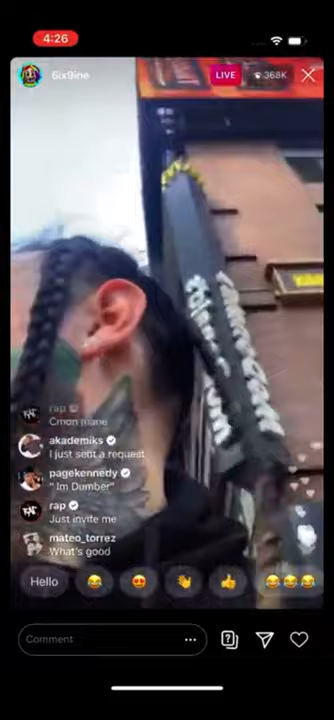 4:26
6ix9ine
LIVE
368K
rap
Cmon mane
akademiks
I just sent a request
pagekennedy
" Im Dumber"
rap
Just invite me
mateo_torrez
What's good
Hello
Comment